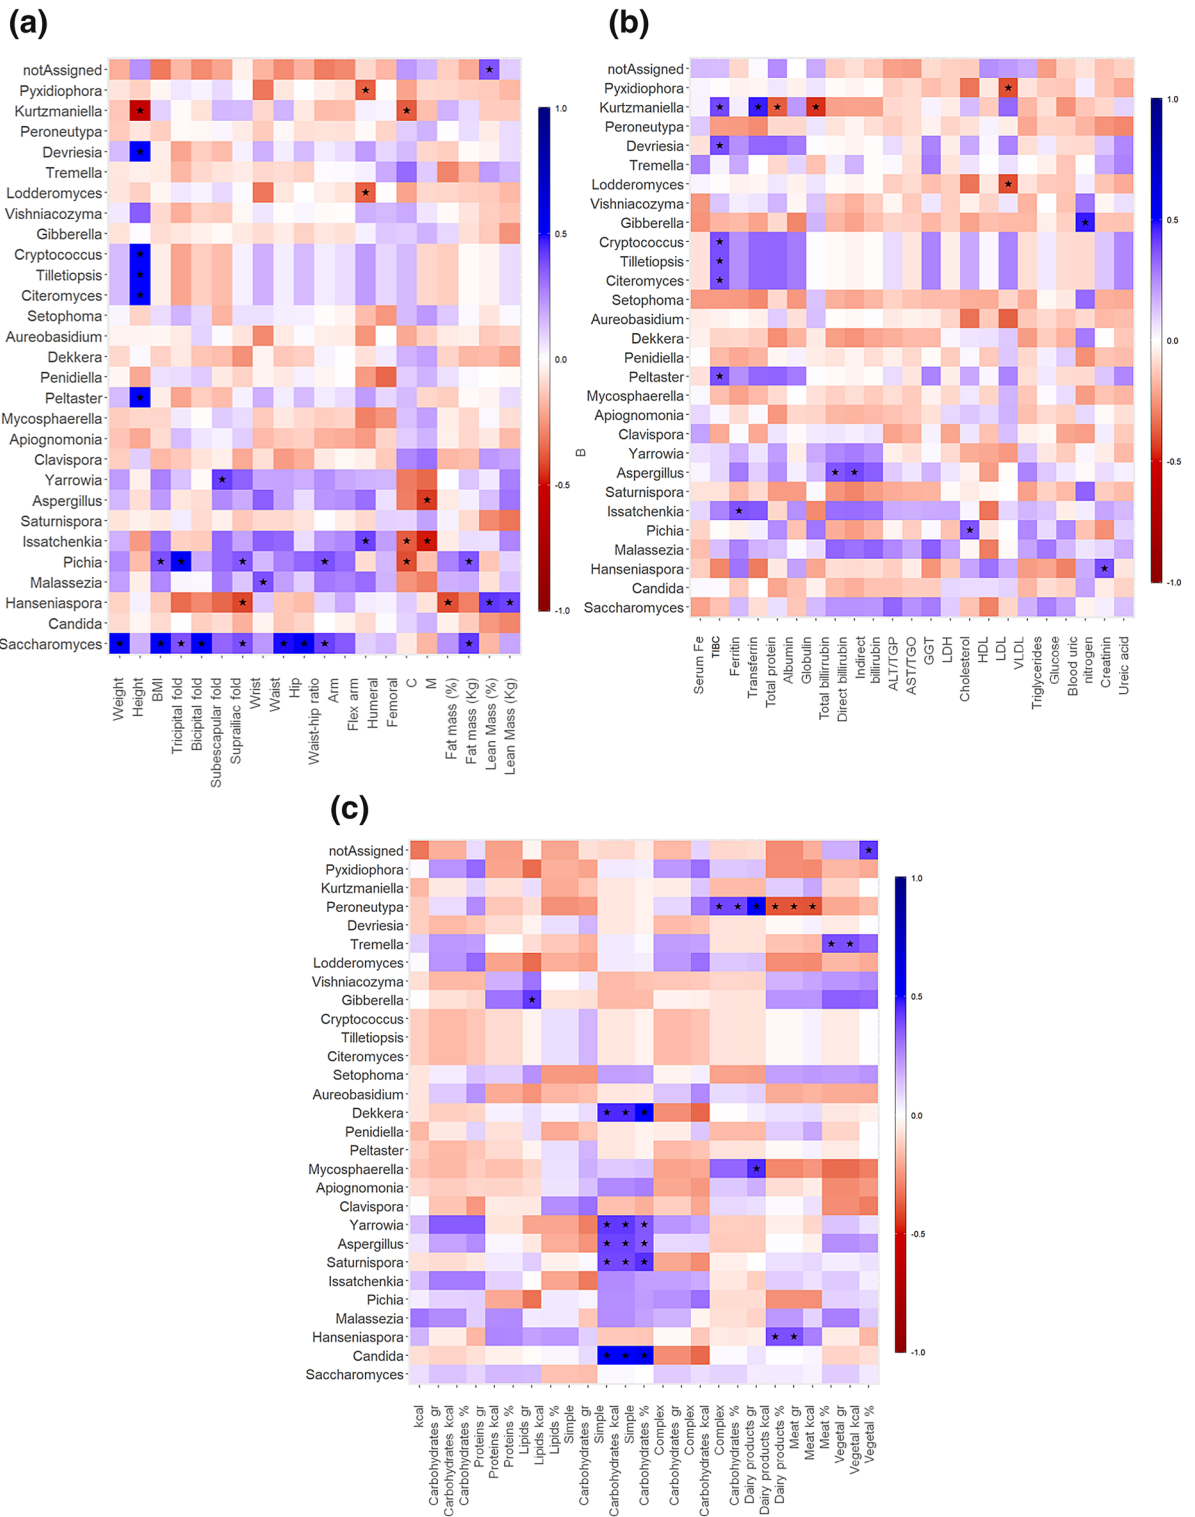 (a)
notAssigned
Pyxidiophora
Kurtzmaniella
Peroneutypa
Devriesia
Tremella
Lodderomyces
Vishniacozyma
Gibberella
Cryptococcus
Tilletiopsis
Citeromyces
Setophoma
Aureobasidium
Dekkera
Penidiella
Peltaster
Mycosphaerella
Apiognomonia
Clavispora
Yarrowia
Aspergillus
Saturnispora
Issatchenkia
Pichia
Malassezia
Hanseniaspora
Candida
Saccharomyces
Weight
Height
BMI
Tricipital fold
Bicipital fold
Subescapular fold
Suprailiac fold
Wrist
Waist
Hip
Waist-hip ratio
Arm
Flex arm
Humeral
Femoral
C
M
Fat mass (%)
Fat mass (Kg)
Lean Mass (%)
Lean Mass (Kg)
1.0
0.5
0.0
-0.5
-1.0
B
(b)
notAssigned
Pyxidiophora
Kurtzmaniella
Peroneutypa
Devriesia
Tremella
Lodderomyces
Vishniacozyma
Gibberella
Cryptococcus
Tilletiopsis
Citeromyces
Setophoma
Aureobasidium
Dekkera
Penidiella
Peltaster
Mycosphaerella
Apiognomonia
Clavispora
Yarrowia
Aspergillus
Saturnispora
Issatchenkia
Pichia
Malassezia
Hanseniaspora
Candida
Saccharomyces
Serum Fe
TIBC
Ferritin
Transferrin
Total protein
Albumin
Globulin
Total billirrubin
Direct billirubin
Indirect
billirubin
ALT/TGP
AST/TGO
GGT
LDH
Cholesterol
HDL
LDL
VLDL
Triglycerides
Glucose
Blood uric
nitrogen
Creatinin
Ureic acid
1.0
0.5
0.0
-0.5
-1.0
(c)
notAssigned
Pyxidiophora
Kurtzmaniella
Peroneutypa
Devriesia
Tremella
Lodderomyces
Vishniacozyma
Gibberella
Cryptococcus
Tilletiopsis
Citeromyces
Setophoma
Aureobasidium
Dekkera
Penidiella
Peltaster
Mycosphaerella
Apiognomonia
Clavispora
Yarrowia
Aspergillus
Saturnispora
Issatchenkia
Pichia
Malassezia
Hanseniaspora
Candida
Saccharomyces
kcal
Carbohydrates gr
Carbohydrates kcal
Carbohydrates %
Proteins gr
Proteins kcal
Proteins %
Lipids gr
Lipids kcal
Lipids %
Simple
Carbohydrates gr
Simple
Carbohydrates kcal
Simple
Carbohydrates %
Complex
Carbohydrates gr
Complex
Carbohydrates kcal
Complex
Carbohydrates %
Dairy products gr
Dairy products kcal
Dairy products %
Meat gr
Meat kcal
Meat %
Vegetal gr
Vegetal kcal
Vegetal %
1.0
0.5
0.0
-0.5
-1.0